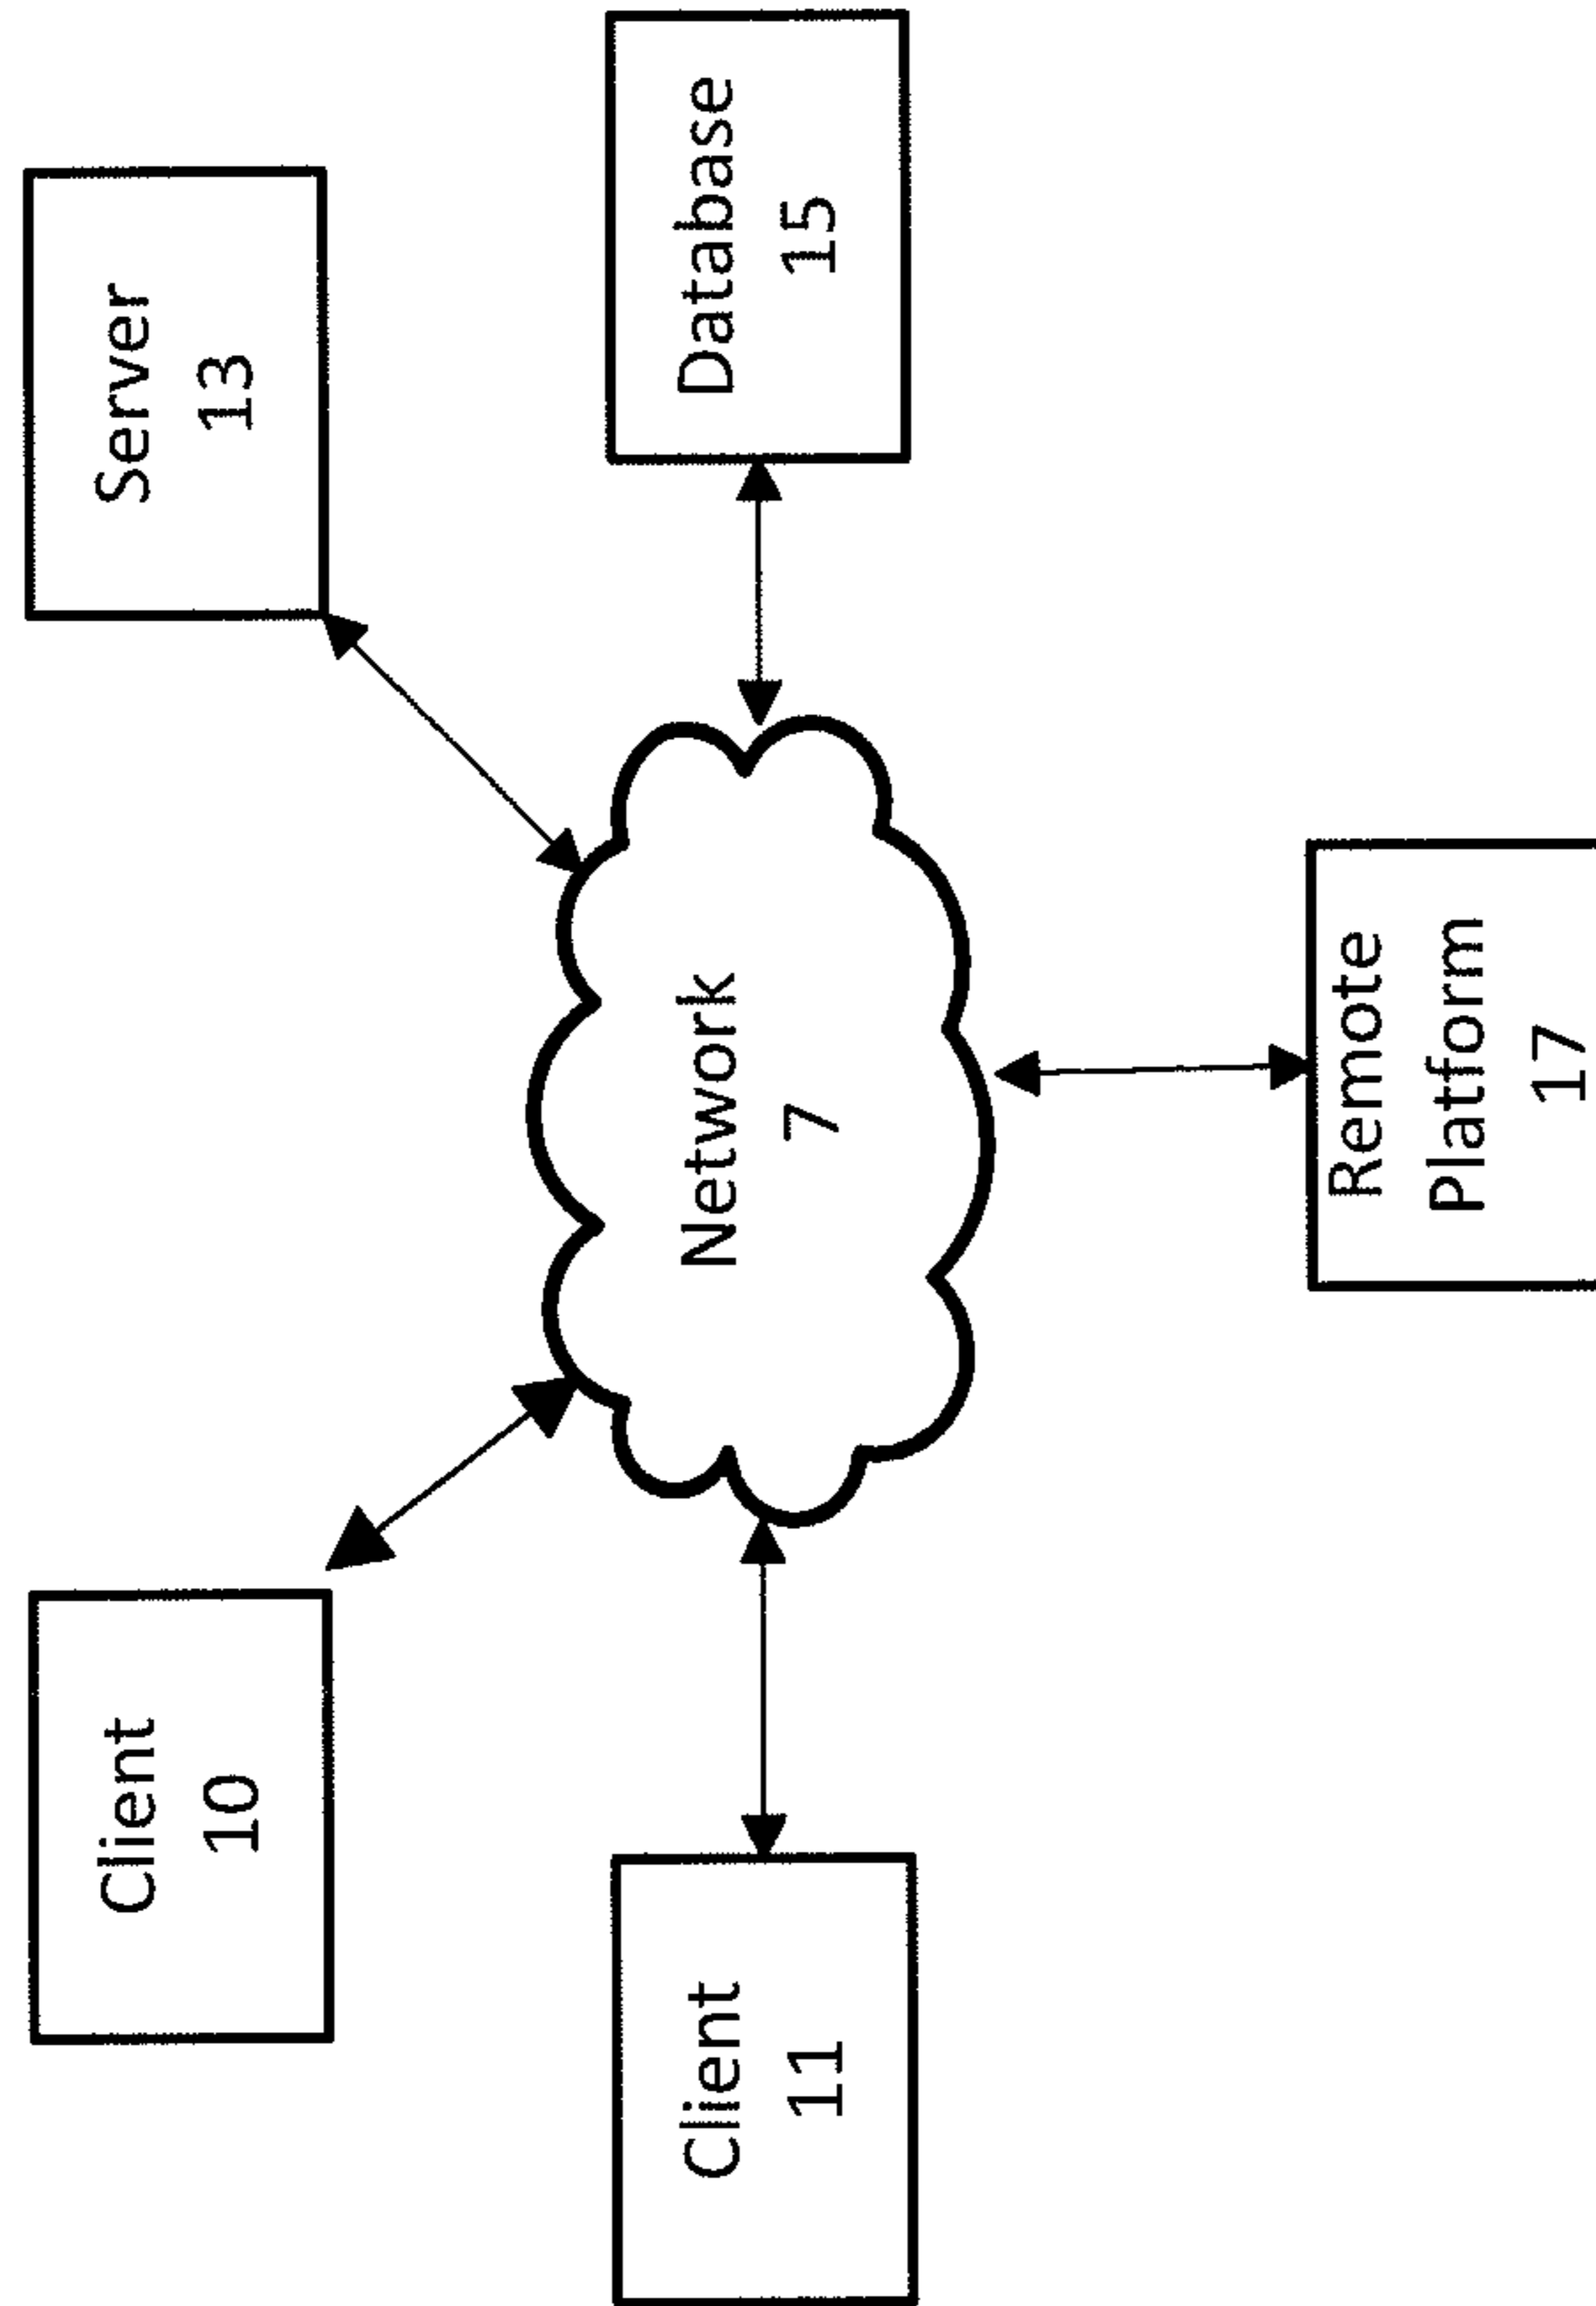 Client
10
Server
13
Client
11
Network
7
Database
15
Remote
Platform
17